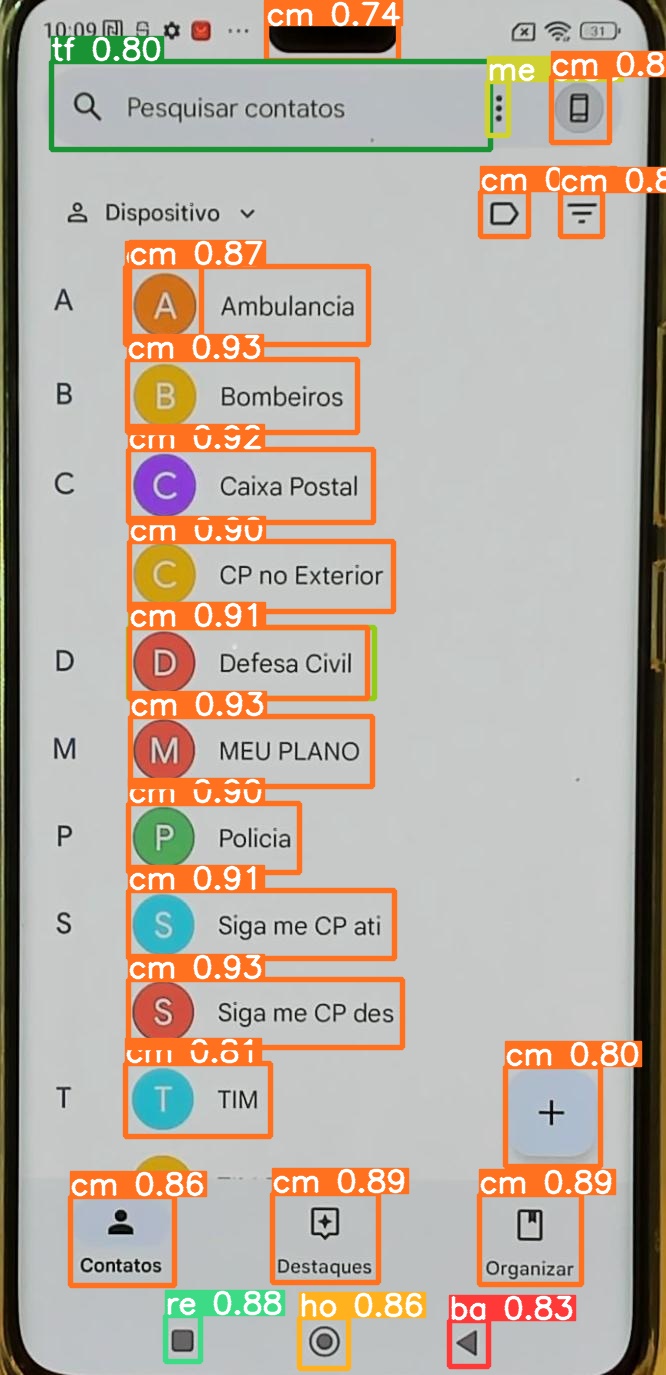 cm 0.74
10:09
31
tf 0.80
me
cm 0.8
Pesquisar contatos
cm 0.8
Dispositivo
cm 0.87
A
A Ambulancia
cm 0.93
B
B Bombeiros
cm 0.92
C
C Caixa Postal
cm 0.90
C CP no Exterior
cm 0.91
D
D Defesa Civil
cm 0.93
M
M MEU PLANO
cm 0.90
P
P Policia
cm 0.91
S
S Siga me CP ati
cm 0.93
S Siga me CP des
cm 0.81
T
T TIM
cm 0.80
+
cm 0.86
cm 0.89
cm 0.89
Contatos
Destaques
Organizar
re 0.88
ho 0.86
ba 0.83